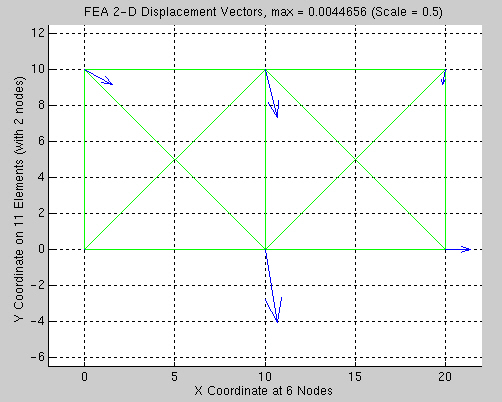 FEA 2-D Displacement Vectors, max = 0.0044656 (Scale = 0.5)
Y Coordinate on 11 Elements (with 2 nodes)
12
10
8
6
4
2
0
-2
-4
-6
0 5 10 15 20
X Coordinate at 6 Nodes